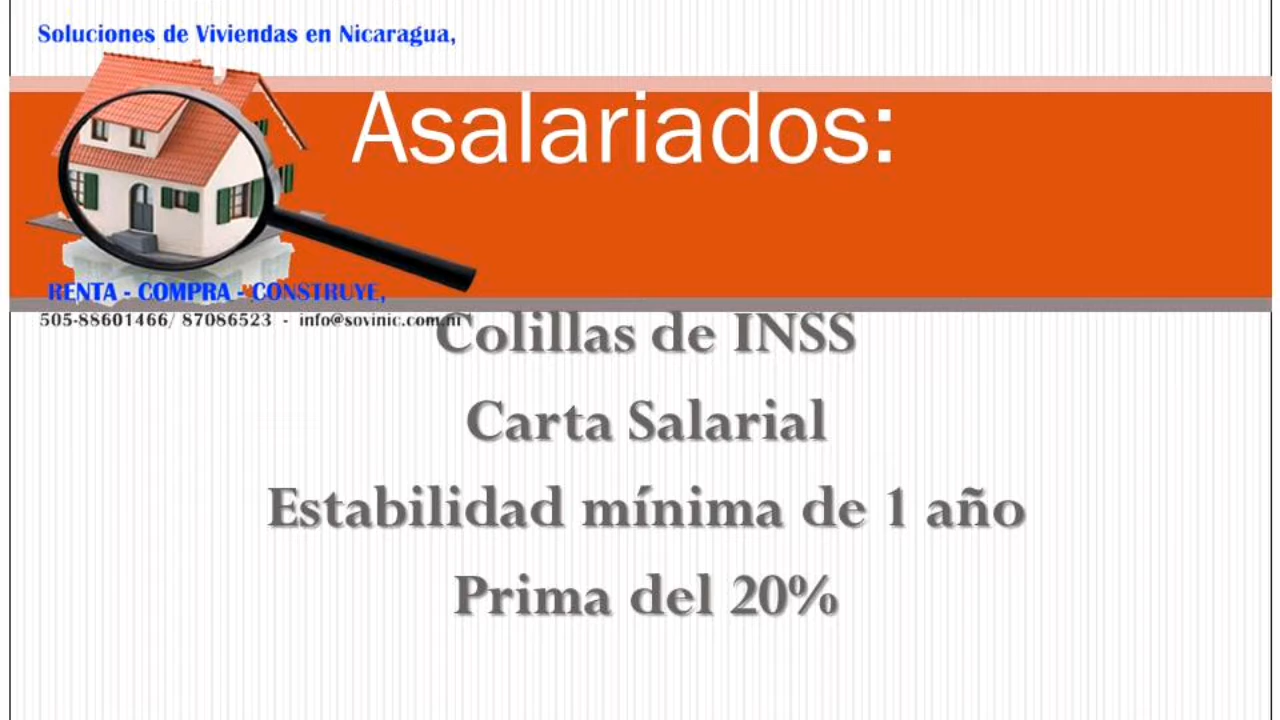 Soluciones de Viviendas en Nicaragua,
Asalariados:
RENTA - COMPRA - CONSTRUYE,
505-88601466/ 87086523 - info@sovinic.com.ni
Colillas de INSS
Carta Salarial
Estabilidad mínima de 1 año
Prima del 20%